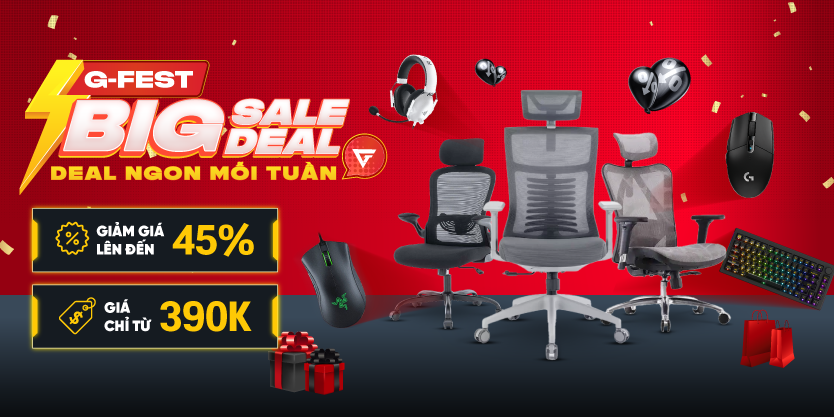 G-FEST
BIG SALE DEAL
DEAL NGON MỖI TUẦN
GIẢM GIÁ
LÊN ĐẾN
45%
GIÁ
CHỈ TỪ
390K